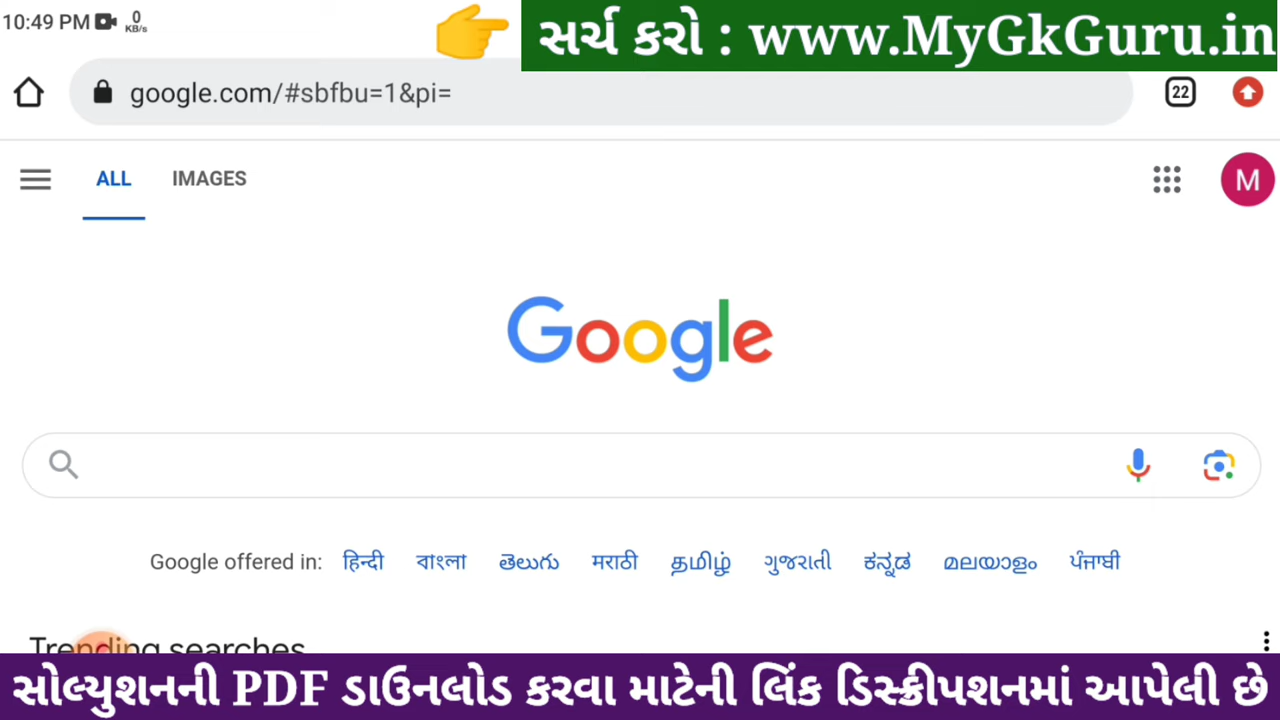 10:49 PM 0 KB/s
સર્ચ કરો : www.MyGkGuru.in
google.com/#sbfbu=1&pi=
22
ALL IMAGES
M
Google
Google offered in: हिन्दी বাংলা తెలుగు मराठी தமிழ் ગુજરાતી ಕನ್ನಡ മലയാളം ਪੰਜਾਬੀ
Trending searches
સોલ્યુશનની PDF ડાઉનલોડ કરવા માટેની લિંક ડિસ્ક્રીપશનમાં આપેલી છે